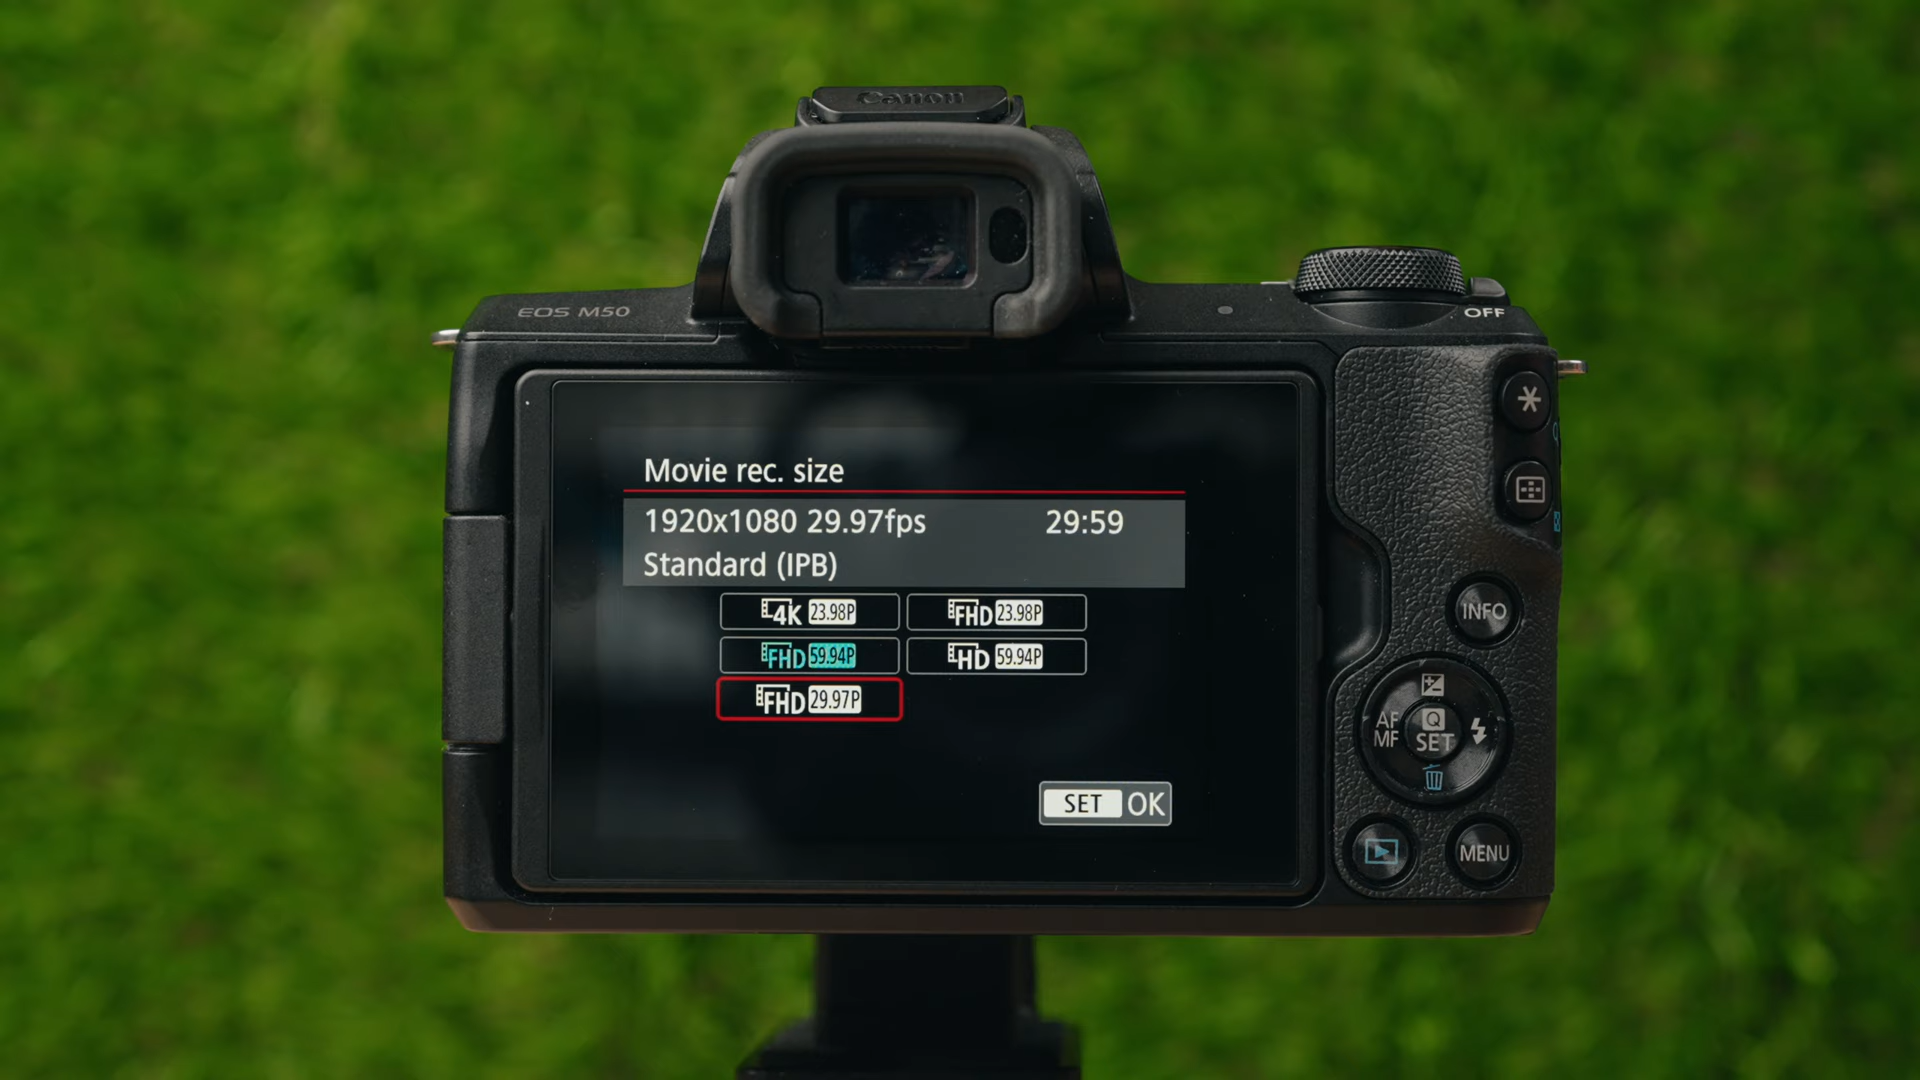 Canon
EOS M50
OFF
Movie rec. size
1920x1080 29.97fps 29:59
Standard (IPB)
4K 23.98P FHD 23.98P
FHD 59.94P HD 59.94P
FHD 29.97P
SET OK
INFO
AF
MF
Q
SET
MENU